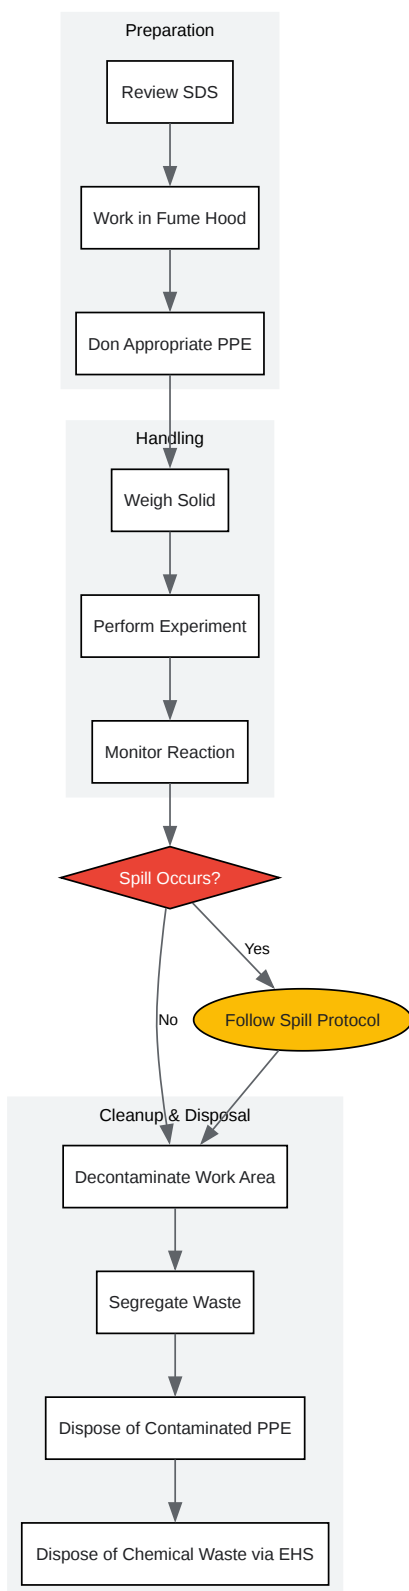 Preparation
Review SDS
Work in Fume Hood
Don Appropriate PPE
Handling
Weigh Solid
Perform Experiment
Monitor Reaction
Spill Occurs?
Yes
No
Follow Spill Protocol
Cleanup & Disposal
Decontaminate Work Area
Segregate Waste
Dispose of Contaminated PPE
Dispose of Chemical Waste via EHS